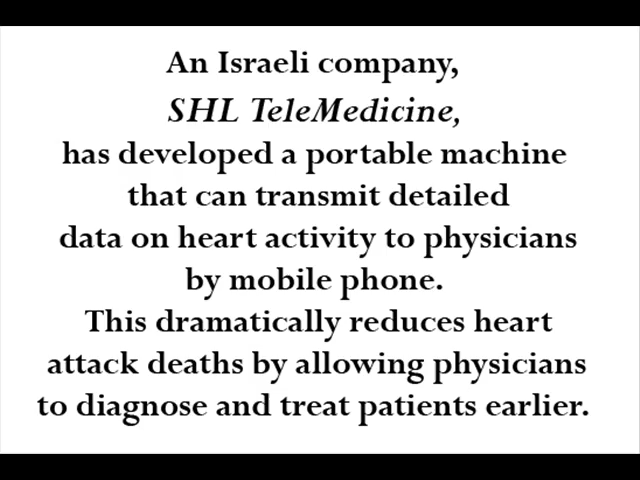 An Israeli company,
SHL TeleMedicine,
has developed a portable machine
that can transmit detailed
data on heart activity to physicians
by mobile phone.
This dramatically reduces heart
attack deaths by allowing physicians
to diagnose and treat patients earlier.